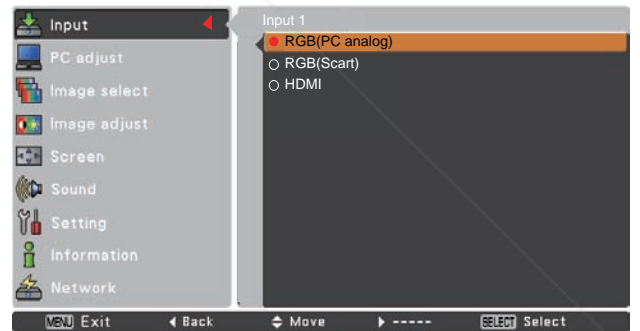 Input
PC adjust
Image select
Image adjust
Screen
Sound
Setting
Information
Network
Input 1
RGB(PC analog)
RGB(Scart)
HDMI
MENU Exit Back Move ----- SELECT Select